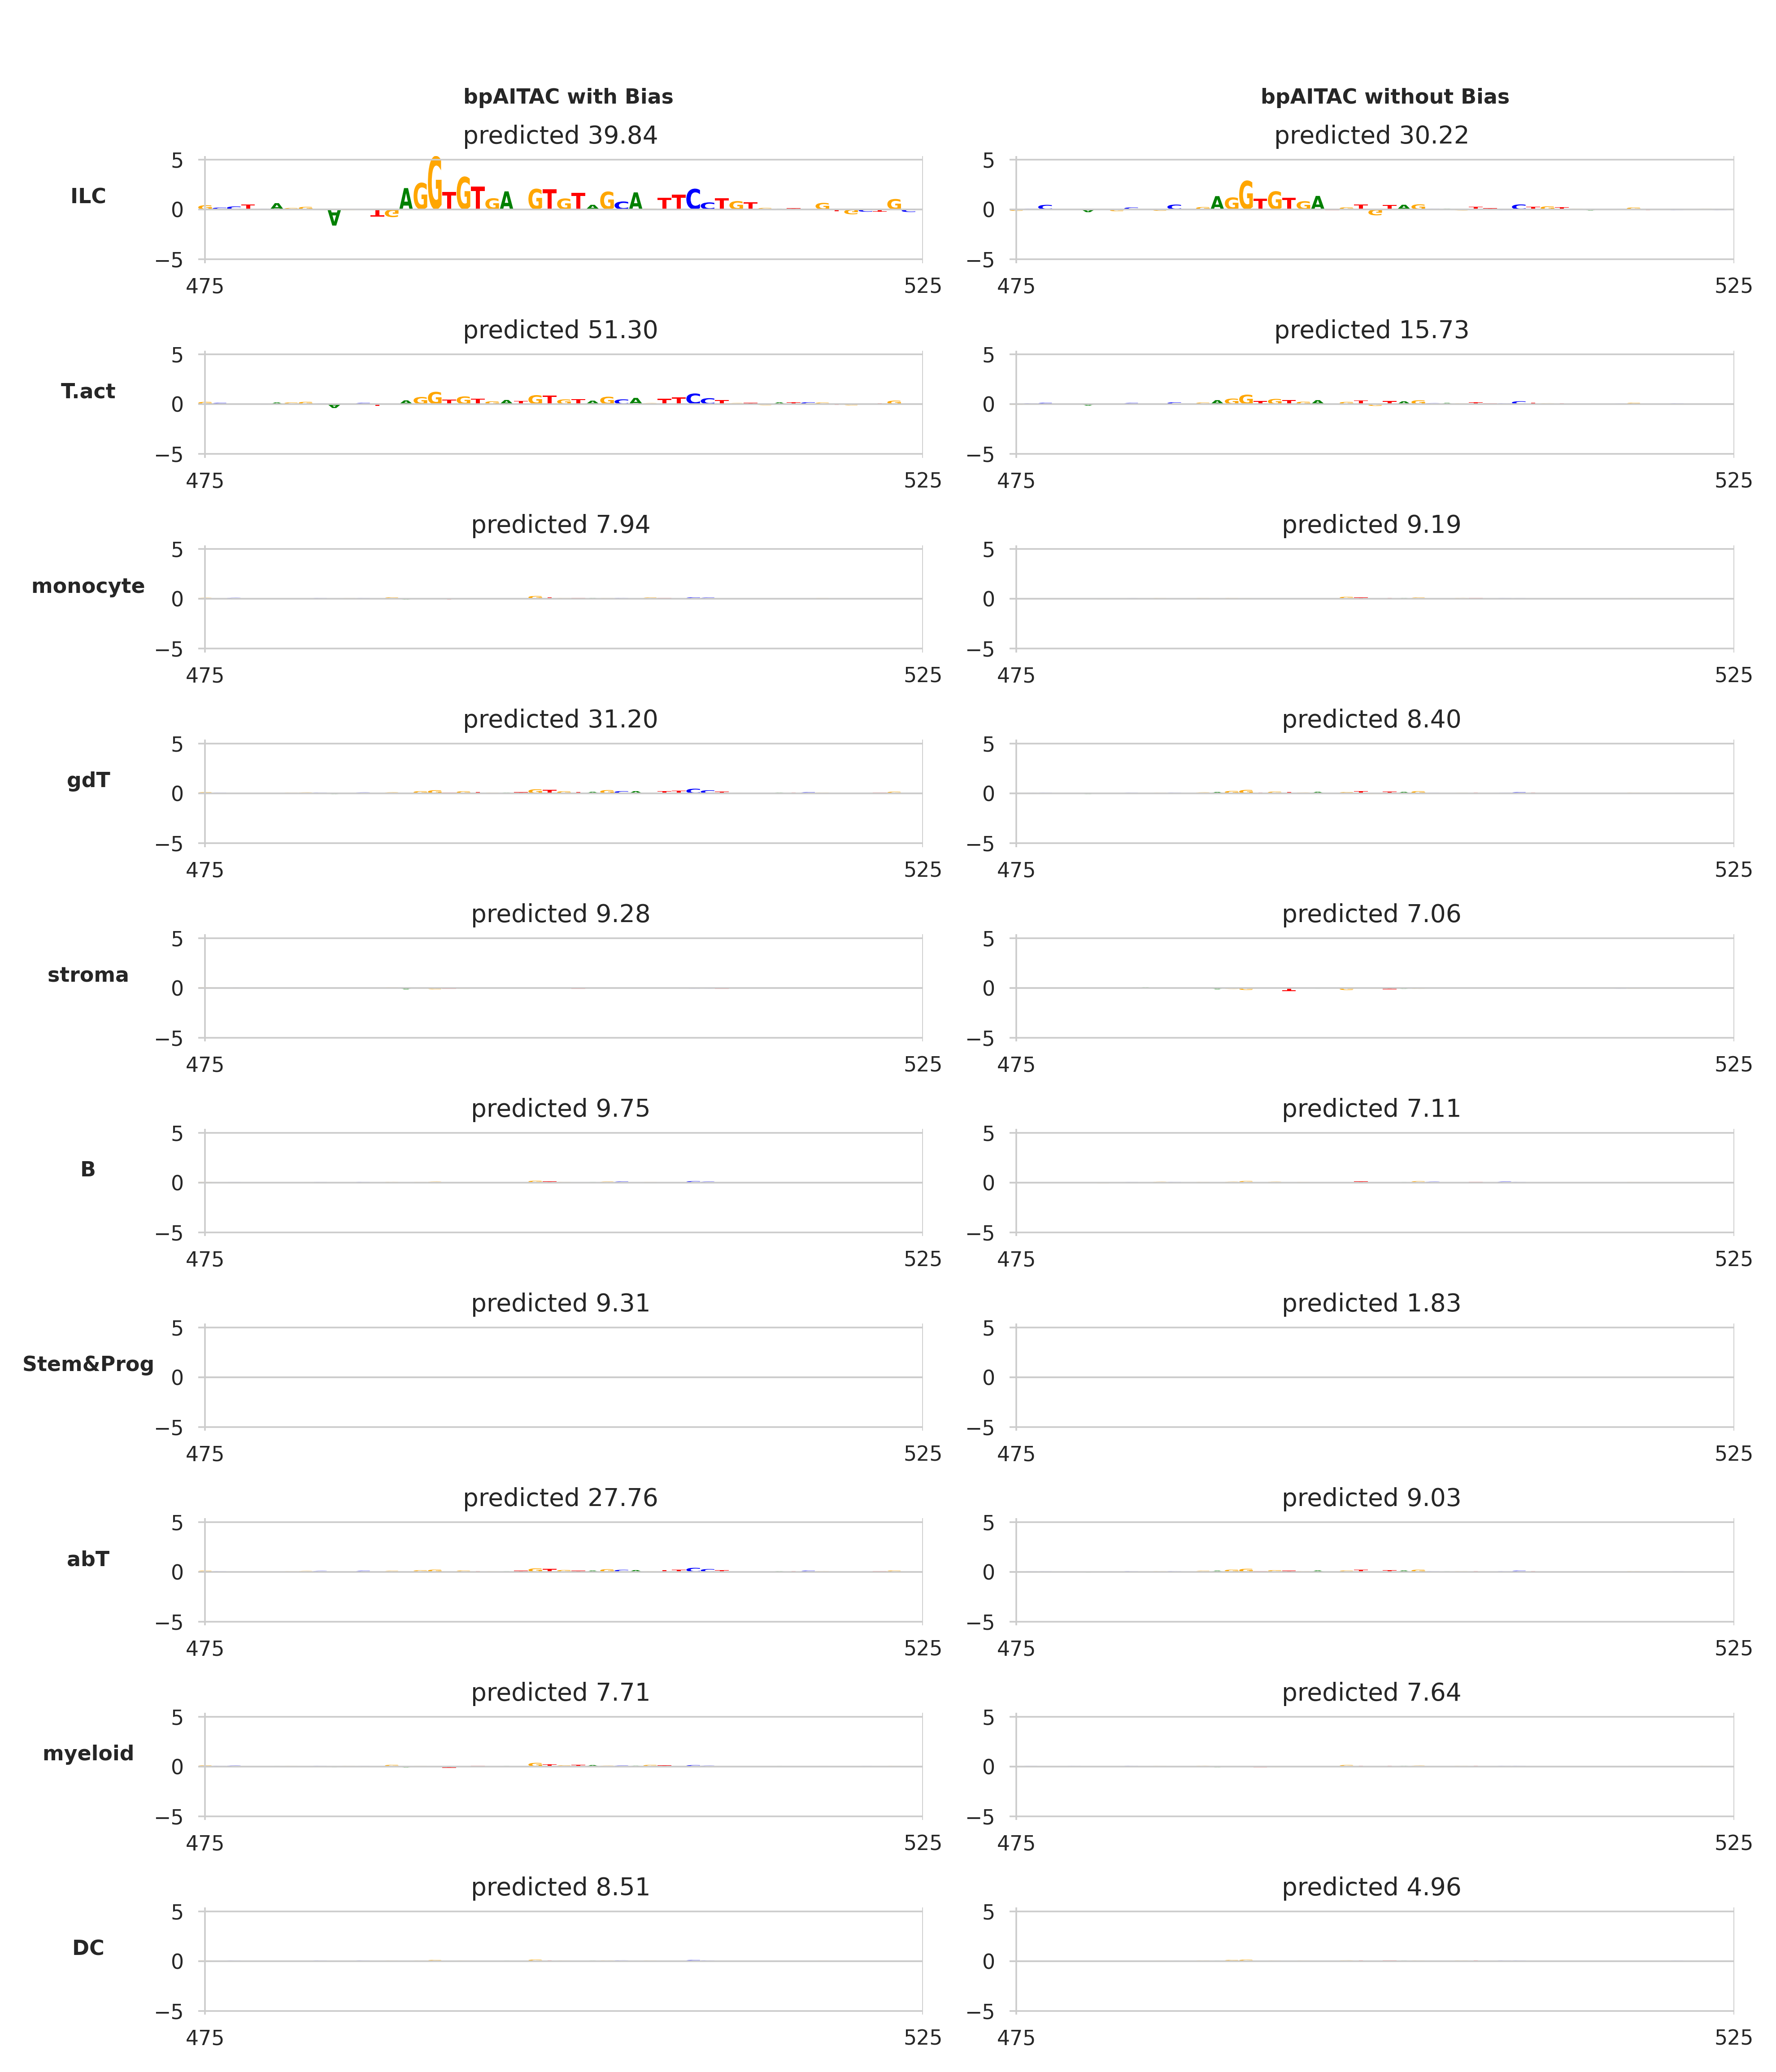 bpAITAC with Bias bpAITAC without Bias
predicted 39.84 predicted 30.22
ILC
5 5
0 0
−5 −5
AGGTGTGA GTGTAGCA TTCCTGT
AGGTGTGA
475 525 475 525
predicted 51.30 predicted 15.73
T.act
5 5
0 0
−5 −5
475 525 475 525
predicted 7.94 predicted 9.19
monocyte
5 5
0 0
−5 −5
475 525 475 525
predicted 31.20 predicted 8.40
gdT
5 5
0 0
−5 −5
475 525 475 525
predicted 9.28 predicted 7.06
stroma
5 5
0 0
−5 −5
475 525 475 525
predicted 9.75 predicted 7.11
B
5 5
0 0
−5 −5
475 525 475 525
predicted 9.31 predicted 1.83
Stem&Prog
5 5
0 0
−5 −5
475 525 475 525
predicted 27.76 predicted 9.03
abT
5 5
0 0
−5 −5
475 525 475 525
predicted 7.71 predicted 7.64
myeloid
5 5
0 0
−5 −5
475 525 475 525
predicted 8.51 predicted 4.96
DC
5 5
0 0
−5 −5
475 525 475 525